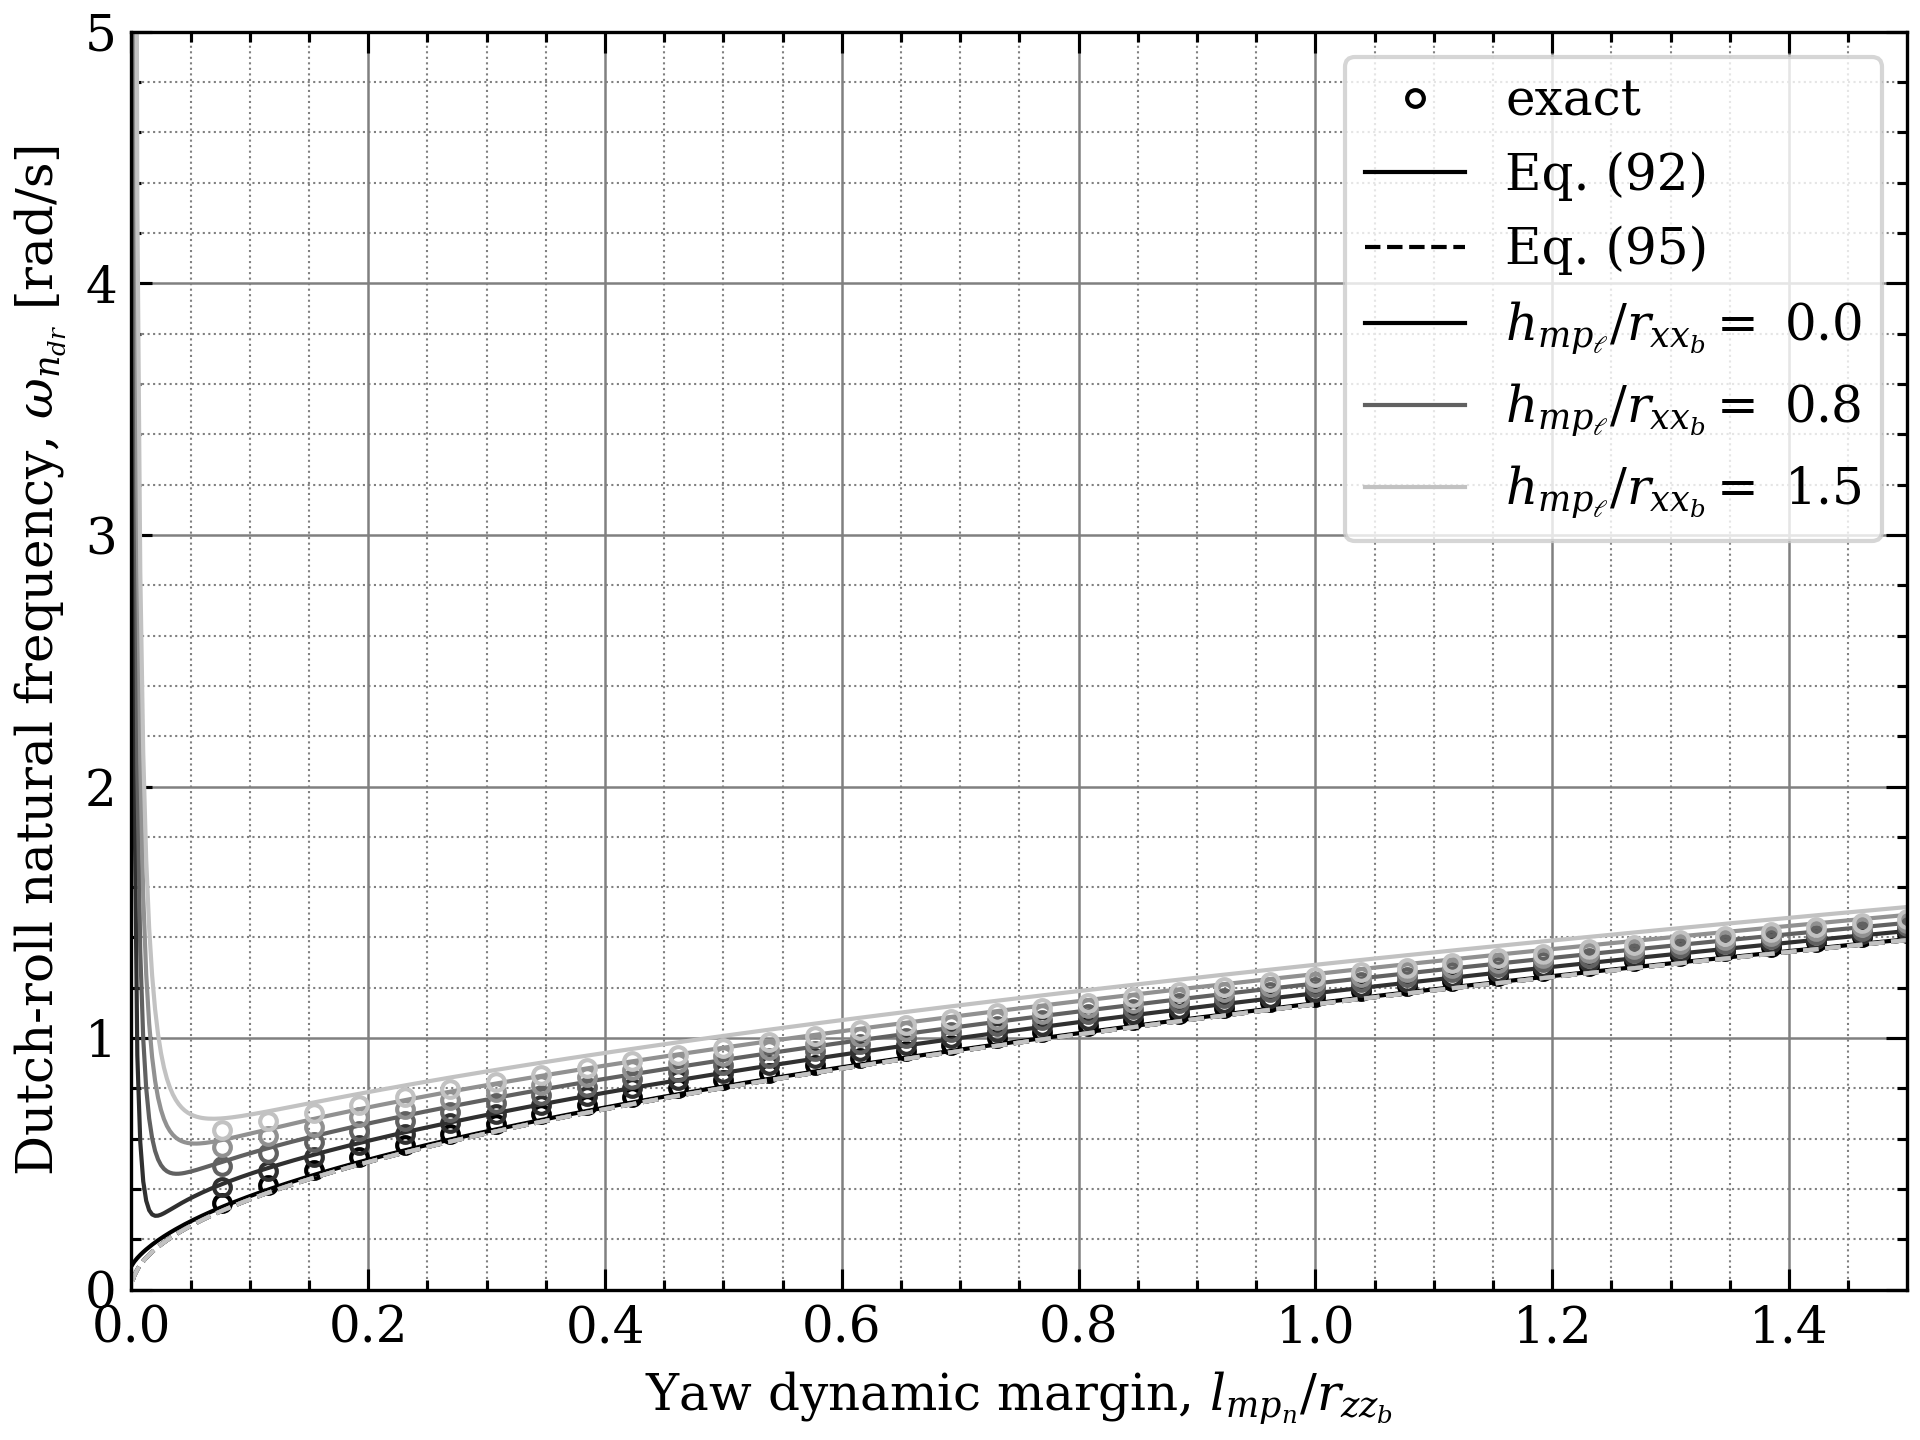 5
4
3
2
1
0
0.0 0.2 0.4 0.6 0.8 1.0 1.2 1.4
Dutch-roll natural frequency, ω_{n_{dr}} [rad/s]
Yaw dynamic margin, l_{mp_n}/r_{zz_b}
exact
Eq. (92)
Eq. (95)
h_{mp_ℓ}/r_{xx_b} = 0.0
h_{mp_ℓ}/r_{xx_b} = 0.8
h_{mp_ℓ}/r_{xx_b} = 1.5